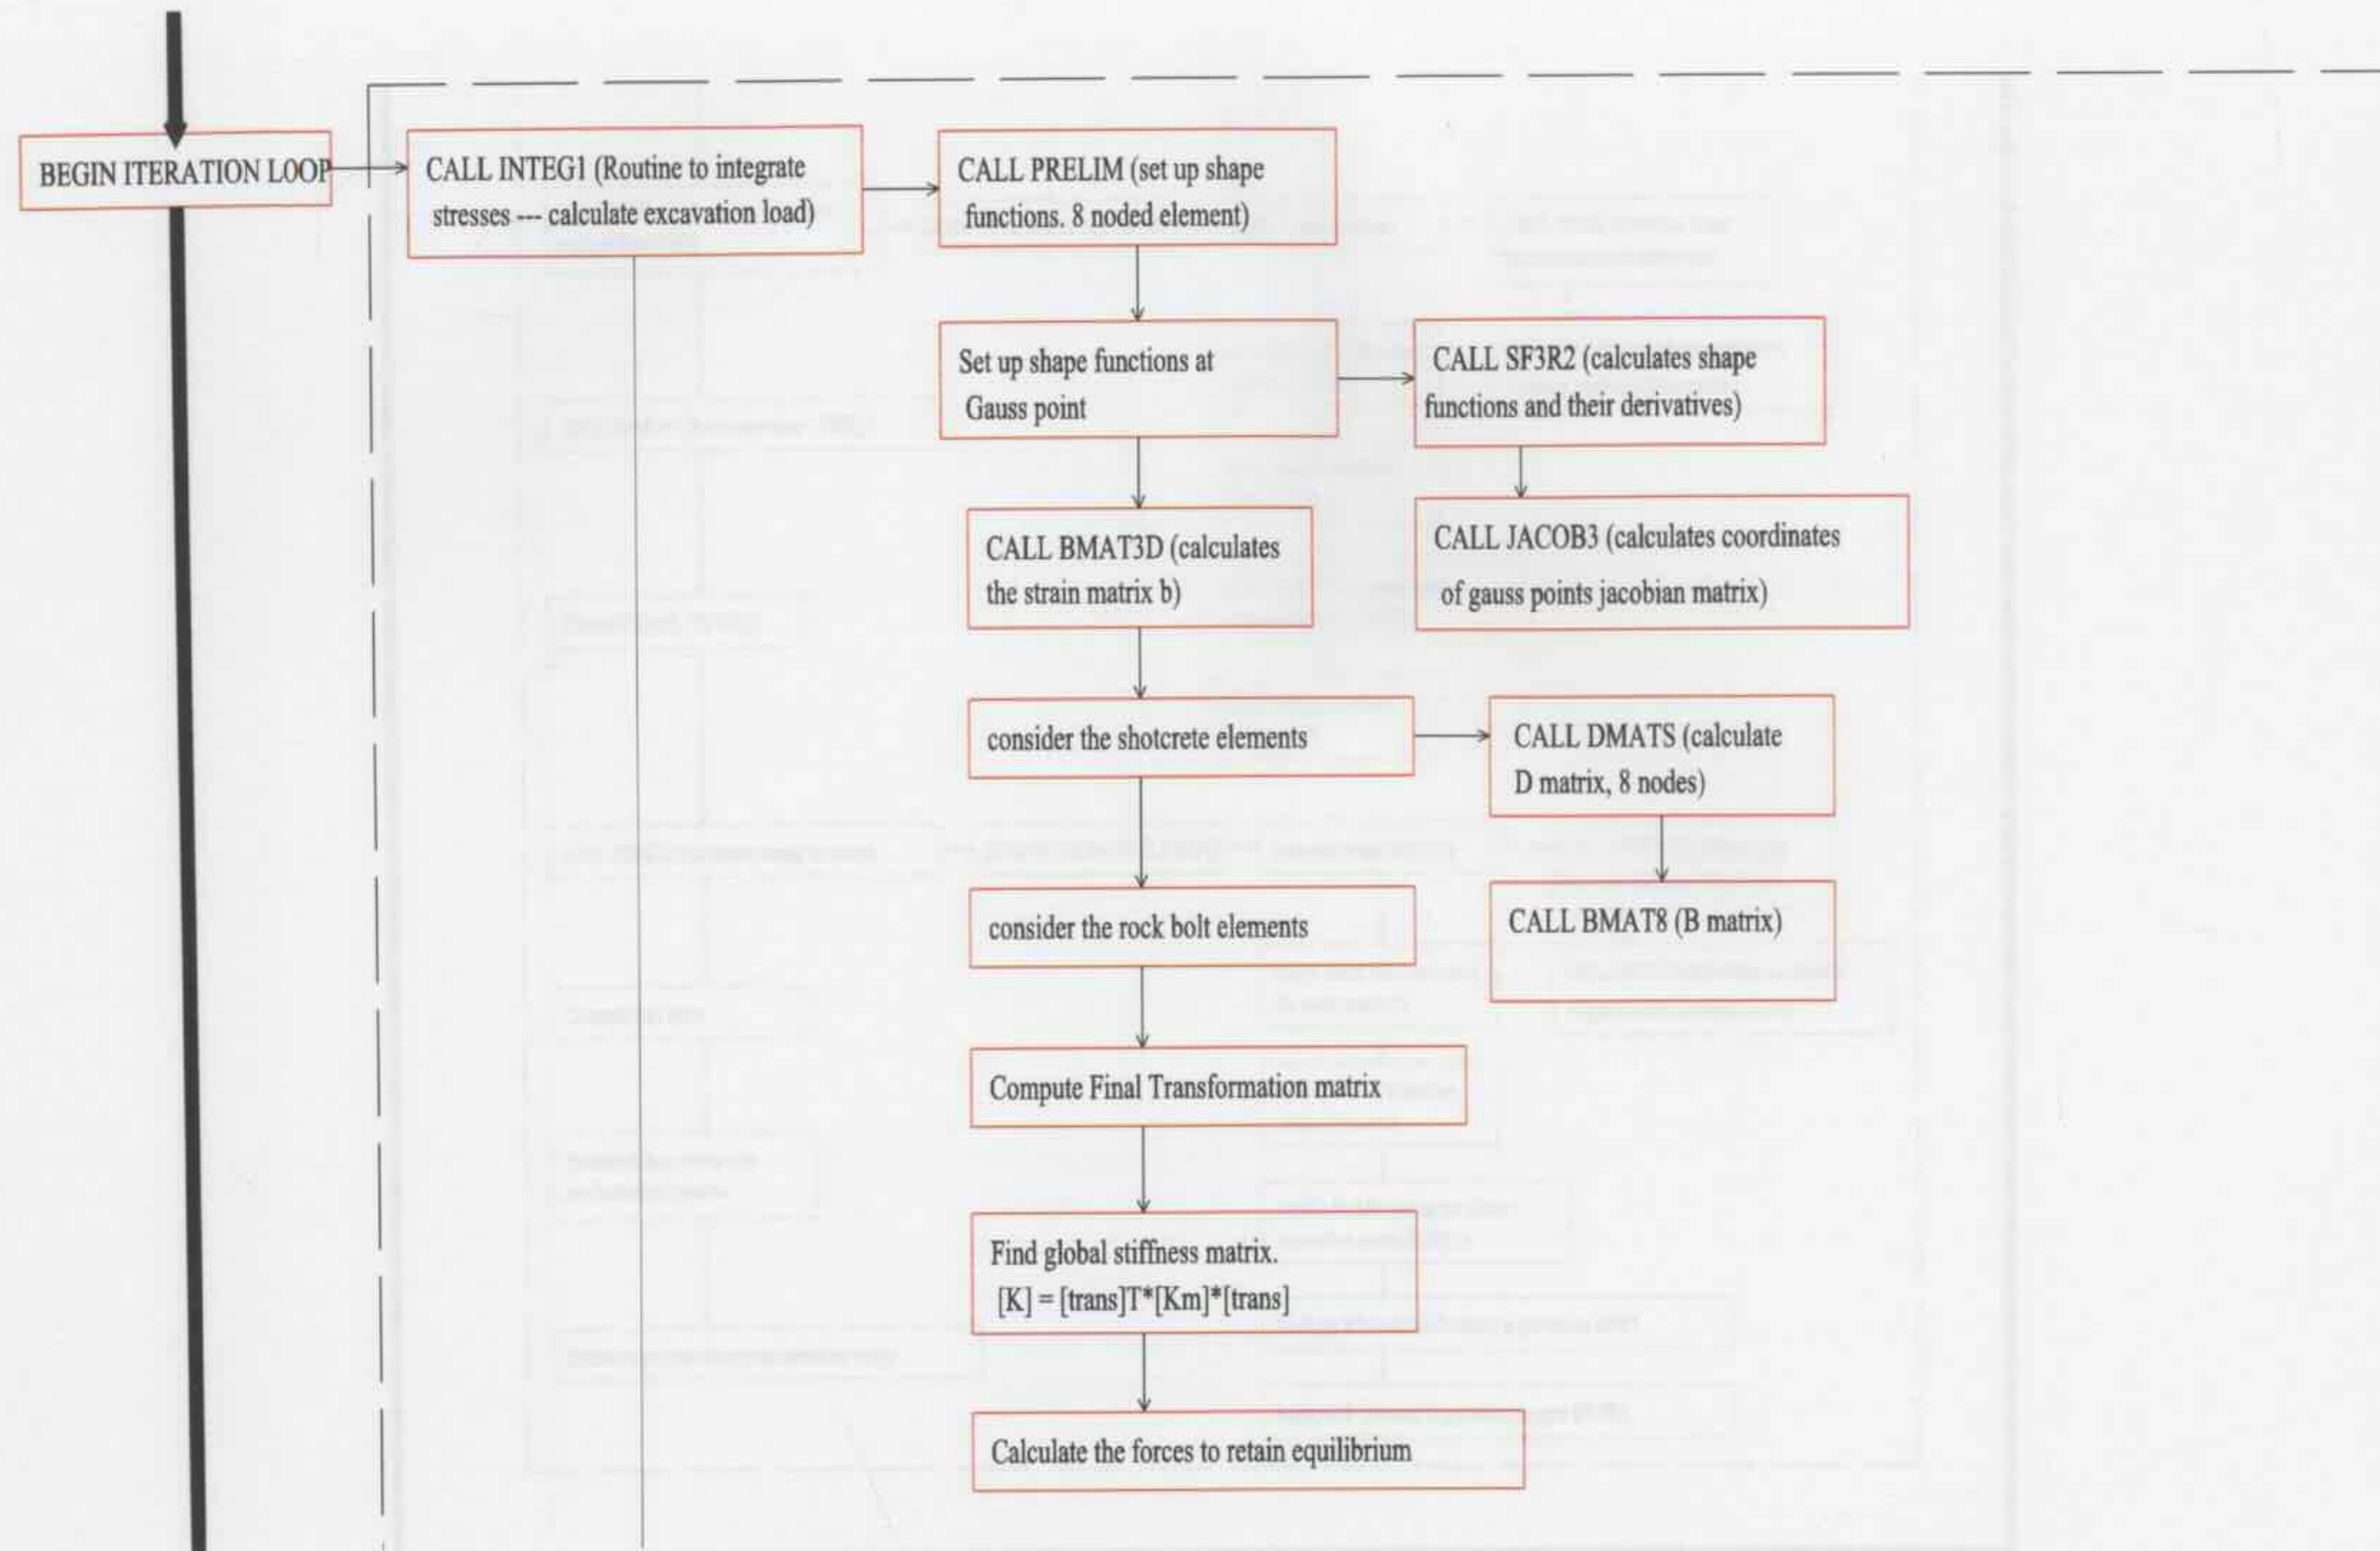 BEGIN ITERATION LOOP
CALL INTEG1 (Routine to integrate
stresses --- calculate excavation load)
CALL PRELIM (set up shape
functions. 8 noded element)
Set up shape functions at
Gauss point
CALL SF3R2 (calculates shape
functions and their derivatives)
CALL JACOB3 (calculates coordinates
of gauss points jacobian matrix)
CALL BMAT3D (calculates
the strain matrix b)
consider the shotcrete elements
CALL DMATS (calculate
D matrix, 8 nodes)
CALL BMAT8 (B matrix)
consider the rock bolt elements
Compute Final Transformation matrix
Find global stiffness matrix.
[K] = [trans]T*[Km]*[trans]
Calculate the forces to retain equilibrium